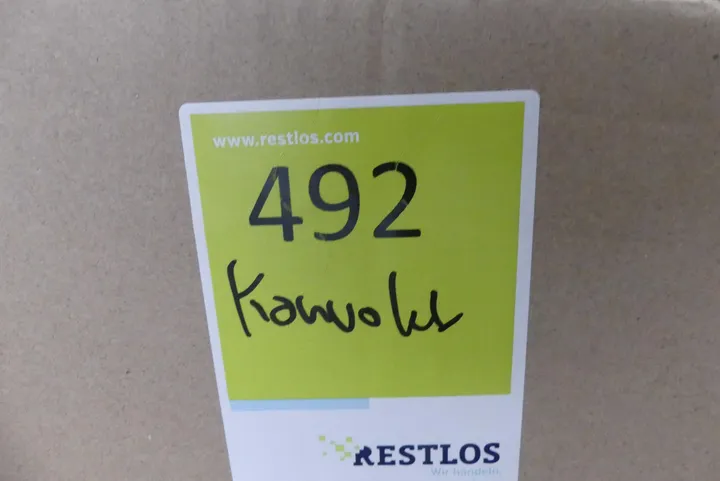 www.restlos.com
492
Konvolut
RESTLOS
Wir handeln.